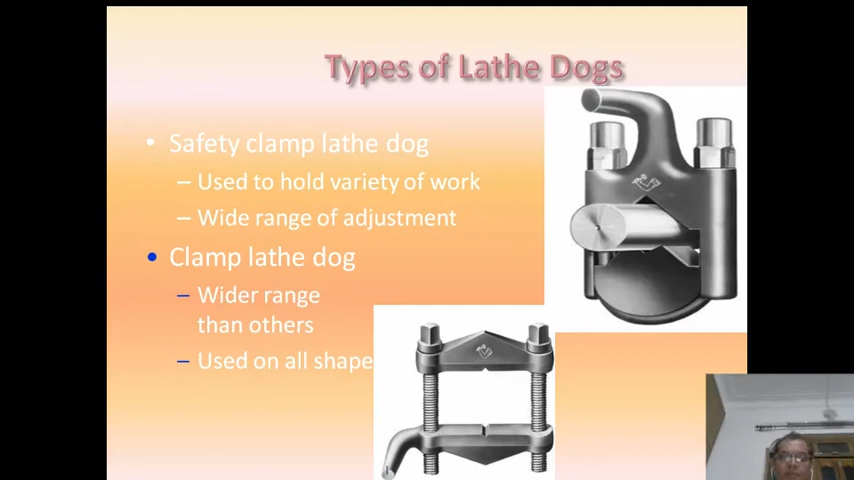 Types of Lathe Dogs
• Safety clamp lathe dog
– Used to hold variety of work
– Wide range of adjustment
• Clamp lathe dog
– Wider range
than others
– Used on all shape